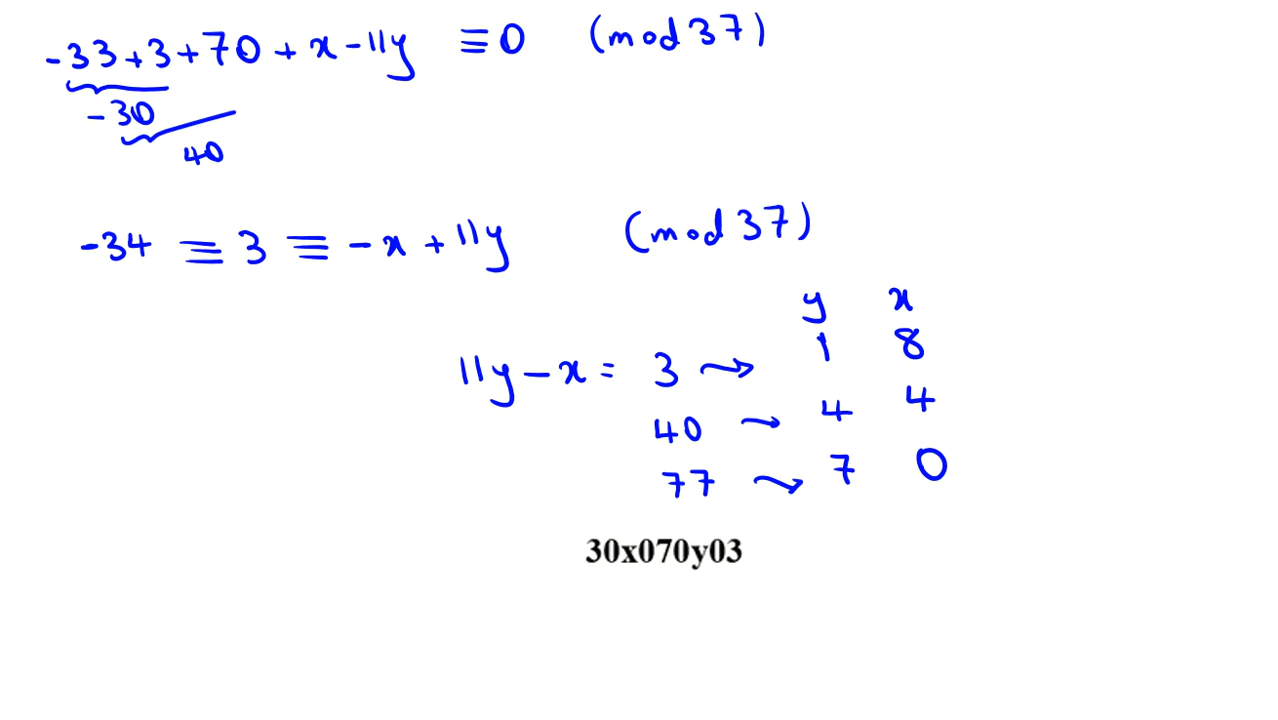 -33+3+70+x-11y ≡0 (mod 37)
-30
40
-34 ≡ 3 ≡ -x+11y (mod 37)
y x
1 8
11y-x= 3 ⇝
40 ⇝ 4 4
77 ⇝ 7 0
30x070y03